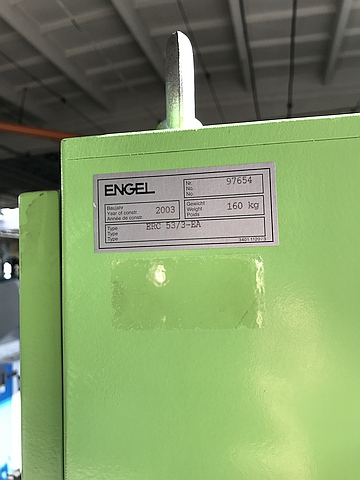 ENGEL
Nr. 97654
No.
No.
Baujahr
Year of constr. 2003
Année de constr.
Gewicht
Weight 160 kg
Poids
Type ERC 53/3-EA
Type
Type